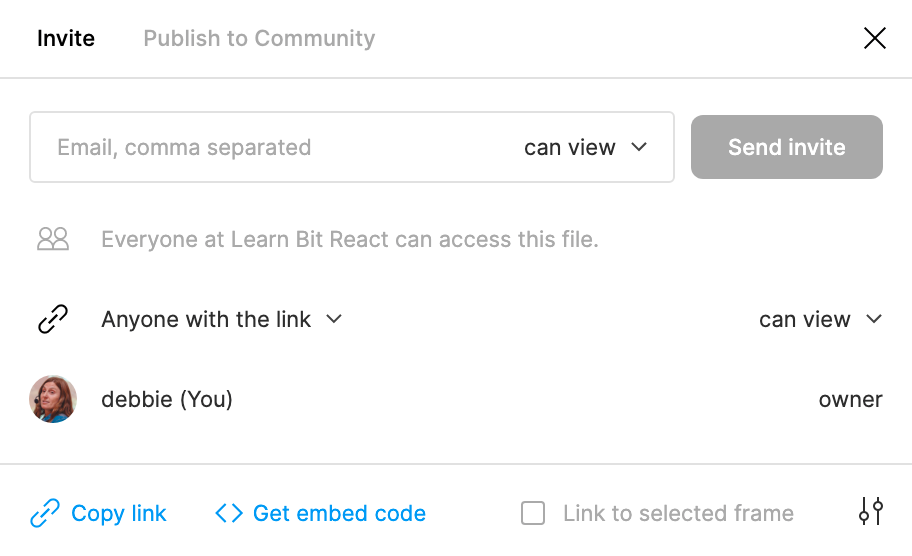 Invite Publish to Community
Email, comma separated can view Send invite
Everyone at Learn Bit React can access this file.
Anyone with the link can view
debbie (You) owner
Copy link Get embed code Link to selected frame